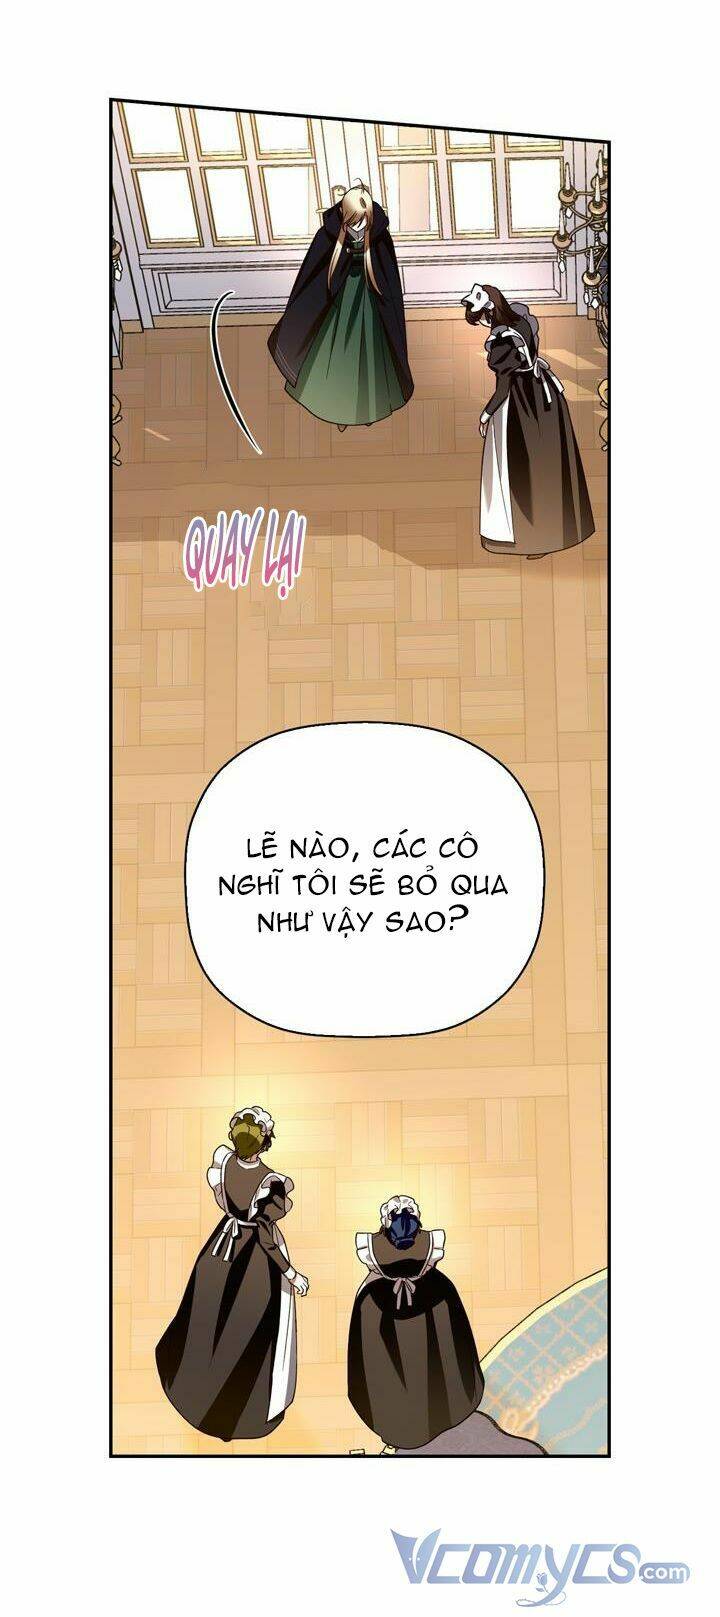 QUAY LẠI
LẼ NÀO, CÁC CÔ
NGHĨ TÔI SẼ BỎ QUA
NHƯ VẬY SAO?
VCOMYCS.com